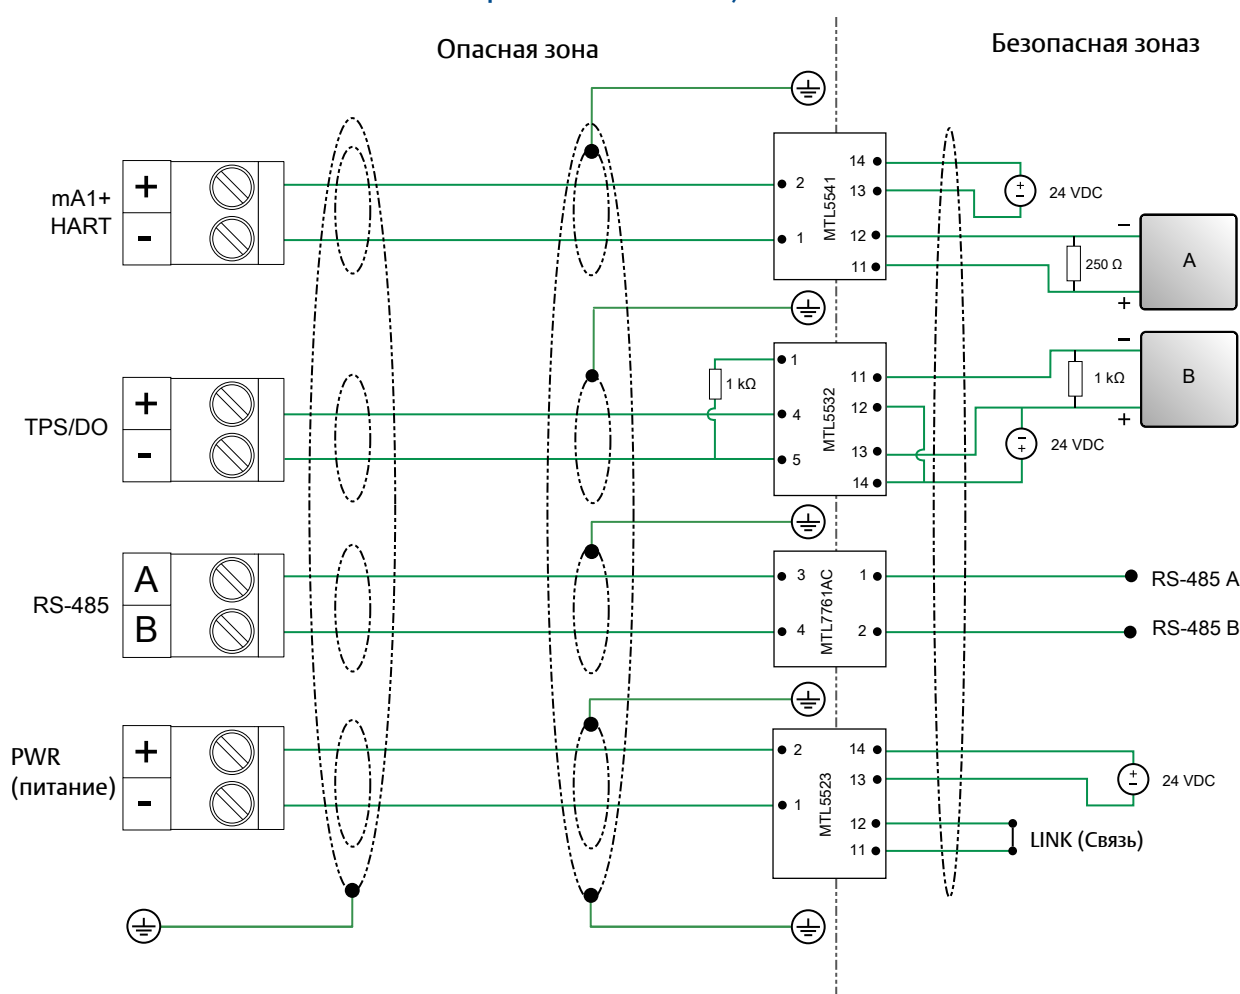 Опасная зона
Безопасная зоназ
mA1+
HART
+
-
2
1
MTL5541
14
13
12
11
+
-
24 VDC
250 Ω
-
+
A
TPS/DO
+
-
1 kΩ
1
4
5
MTL5532
11
12
13
14
-
+
24 VDC
1 kΩ
-
+
B
RS-485
A
B
3
4
MTL7761AC
1
2
RS-485 A
RS-485 B
PWR
(питание)
+
-
2
1
MTL5523
14
13
12
11
+
-
24 VDC
LINK (Связь)